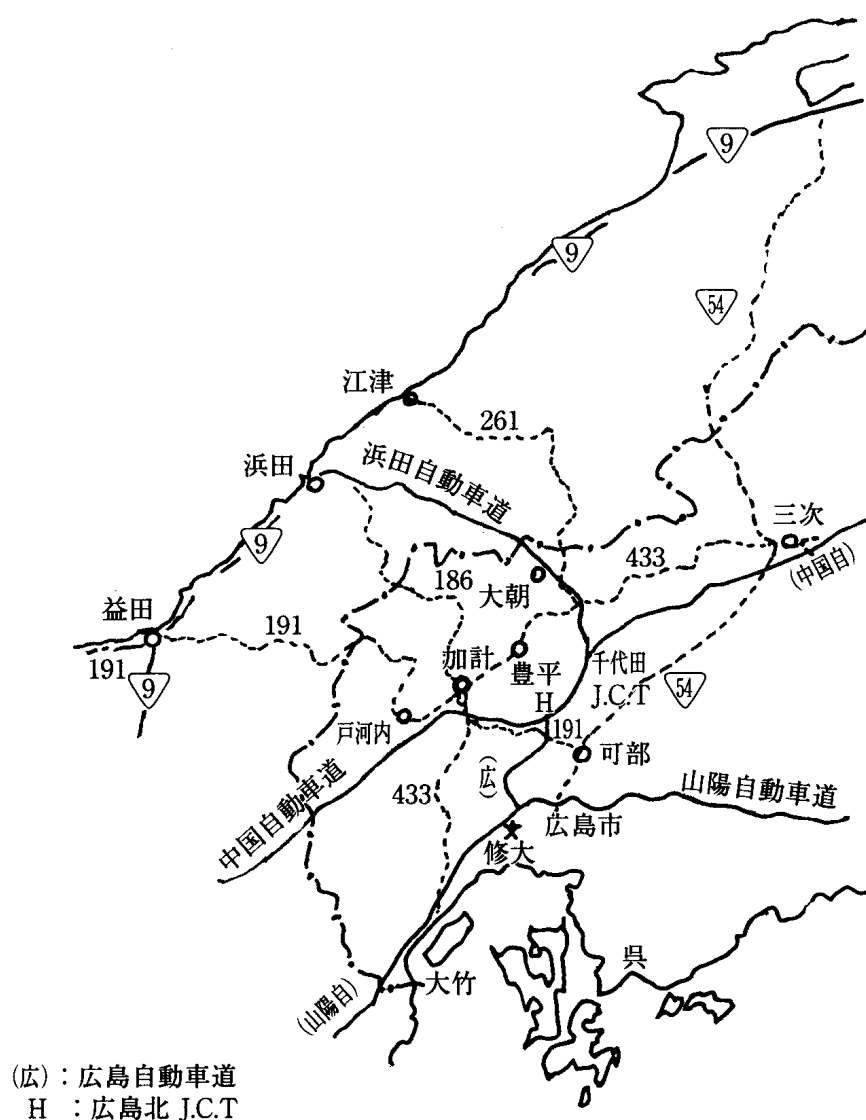 9
9
54
江津
261
浜田
浜田自動車道
三次
9
433
(中国自)
186
大朝
益田
191
加計
豊平
千代田
J.C.T
191
9
H
54
戸河内
191
可部
(広)
433
山陽自動車道
中国自動車道
広島市
修大
呉
大竹
(山陽自)
(広):広島自動車道
H :広島北 J.C.T